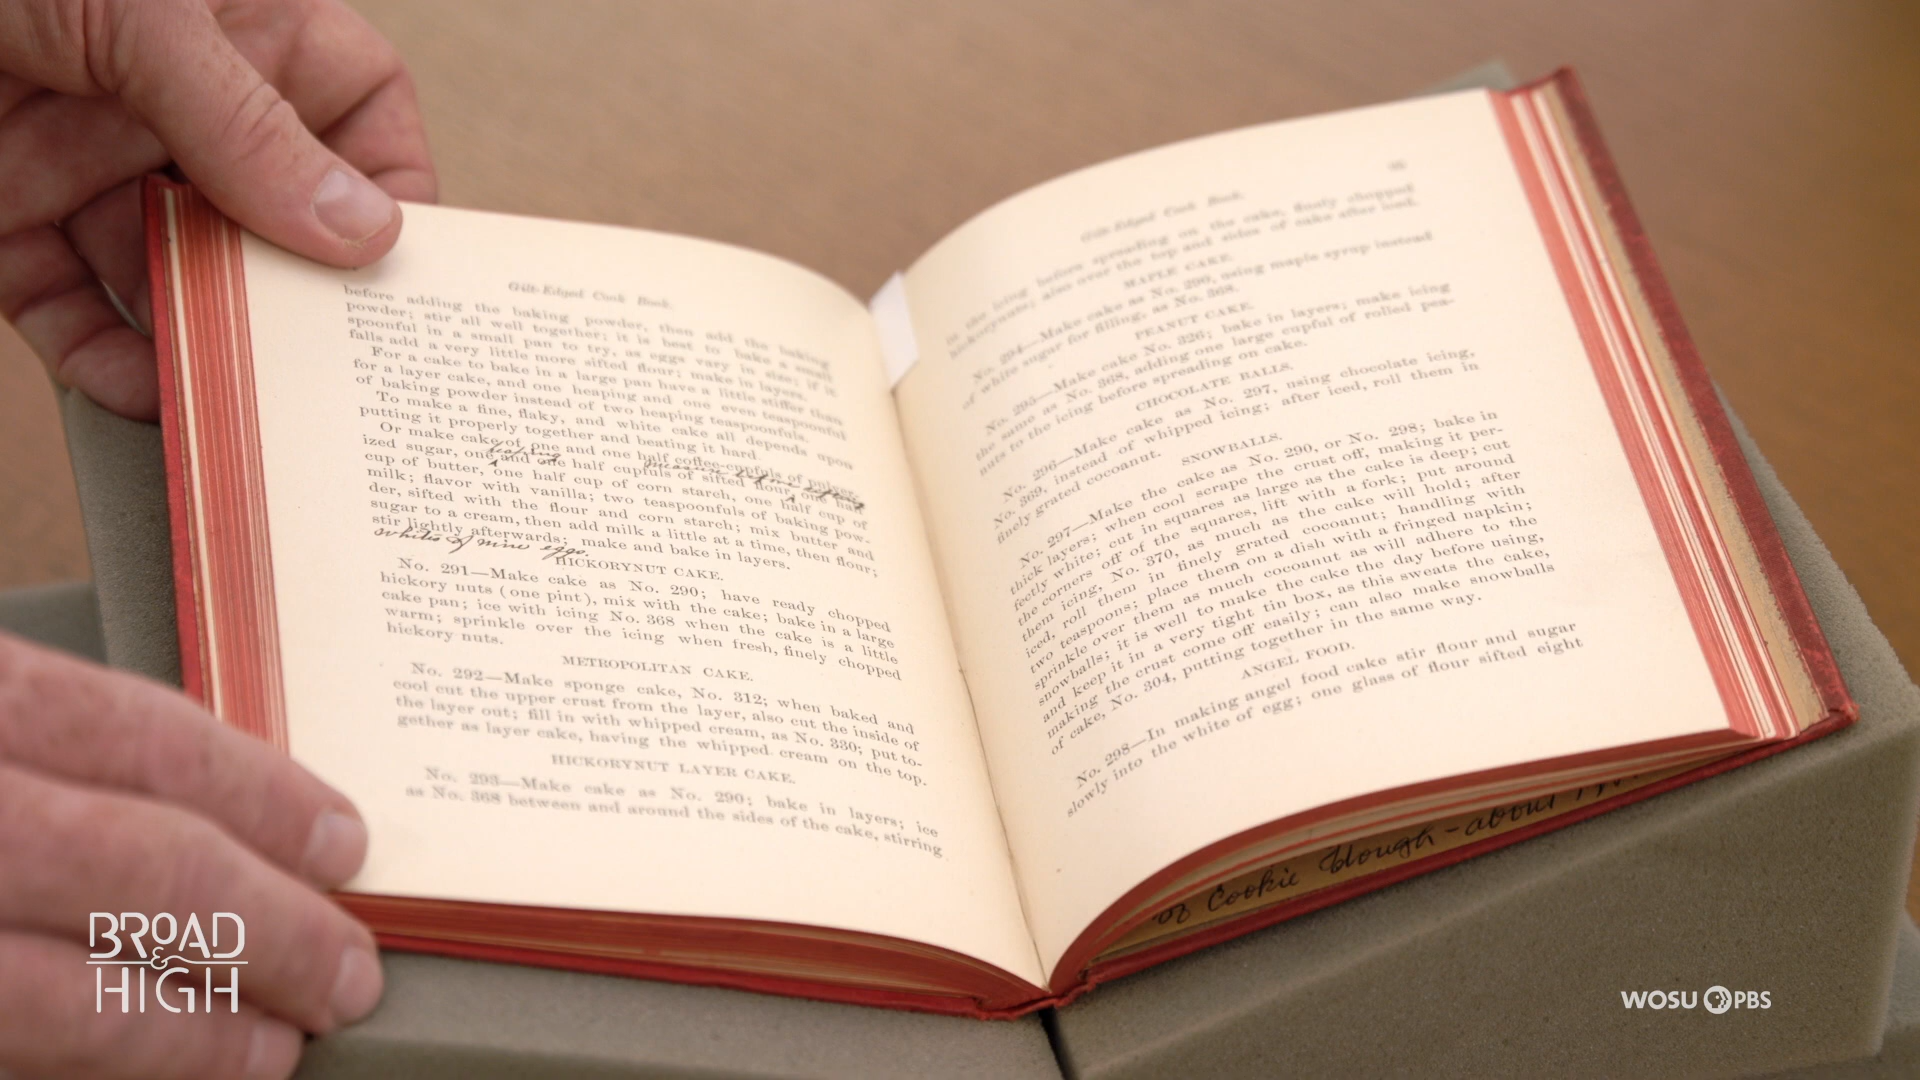 Gilt-Edged Cook Book.
before adding the baking powder, then add the baking
powder; stir all well together; it is best to bake a small
spoonful in a small pan to try, as eggs vary in size; if it
falls add a very little more sifted flour; make in layers.
For a cake to bake in a large pan have a little stiffer than
for a layer cake, and one heaping and one even teaspoonful
of baking powder instead of two heaping teaspoonfuls.
To make a fine, flaky, and white cake all depends upon
putting it properly together and beating it hard.
Or make cake of one and one half coffee-cupfuls of pulver-
heaping measure before sifting
ized sugar, one and one half cupfuls of sifted flour, one half
cup of butter, one half cup of corn starch, one half cup of
milk; flavor with vanilla; two teaspoonfuls of baking pow-
der, sifted with the flour and corn starch; mix butter and
sugar to a cream, then add milk a little at a time, then flour;
stir lightly afterwards; make and bake in layers.
whites of nine eggs.
HICKORYNUT CAKE.
No. 291—Make cake as No. 290; have ready chopped
hickory nuts (one pint), mix with the cake; bake in a large
cake pan; ice with icing No. 368 when the cake is a little
warm; sprinkle over the icing when fresh, finely chopped
hickory nuts.
METROPOLITAN CAKE.
No. 292—Make sponge cake, No. 312; when baked and
cool cut the upper crust from the layer, also cut the inside of
the layer out; fill in with whipped cream, as No. 330; put to-
gether as layer cake, having the whipped cream on the top.
HICKORYNUT LAYER CAKE.
No. 293—Make cake as No. 290; bake in layers; ice
as No. 368 between and around the sides of the cake, stirring
Gilt-Edged Cook Book.
in the icing before spreading on the cake, finely chopped
hickorynuts; also over the top and sides of cake after iced.
MAPLE CAKE.
No. 294—Make cake as No. 290, using maple syrup instead
of white sugar for filling, as No. 368.
PEANUT CAKE.
No. 295—Make cake No. 326; bake in layers; make icing
the same as No. 368, adding one large cupful of rolled pea-
nuts to the icing before spreading on cake.
CHOCOLATE BALLS.
No. 296—Make cake as No. 297, using chocolate icing,
No. 369, instead of whipped icing; after iced, roll them in
finely grated cocoanut.
SNOWBALLS.
No. 297—Make the cake as No. 290, or No. 298; bake in
thick layers; when cool scrape the crust off, making it per-
fectly white; cut in squares as large as the cake is deep; cut
the corners off of the squares, lift with a fork; put around
them icing, No. 370, as much as the cake will hold; after
iced, roll them in finely grated cocoanut; handling with
two teaspoons; place them on a dish with a fringed napkin;
sprinkle over them as much cocoanut as will adhere to the
snowballs; it is well to make the cake the day before using,
and keep it in a very tight tin box, as this sweats the cake,
making the crust come off easily; can also make snowballs
of cake, No. 304, putting together in the same way.
ANGEL FOOD.
No. 298—In making angel food cake stir flour and sugar
slowly into the white of egg; one glass of flour sifted eight
of Cookie Dough - about
BROAD & HIGH
WOSU PBS